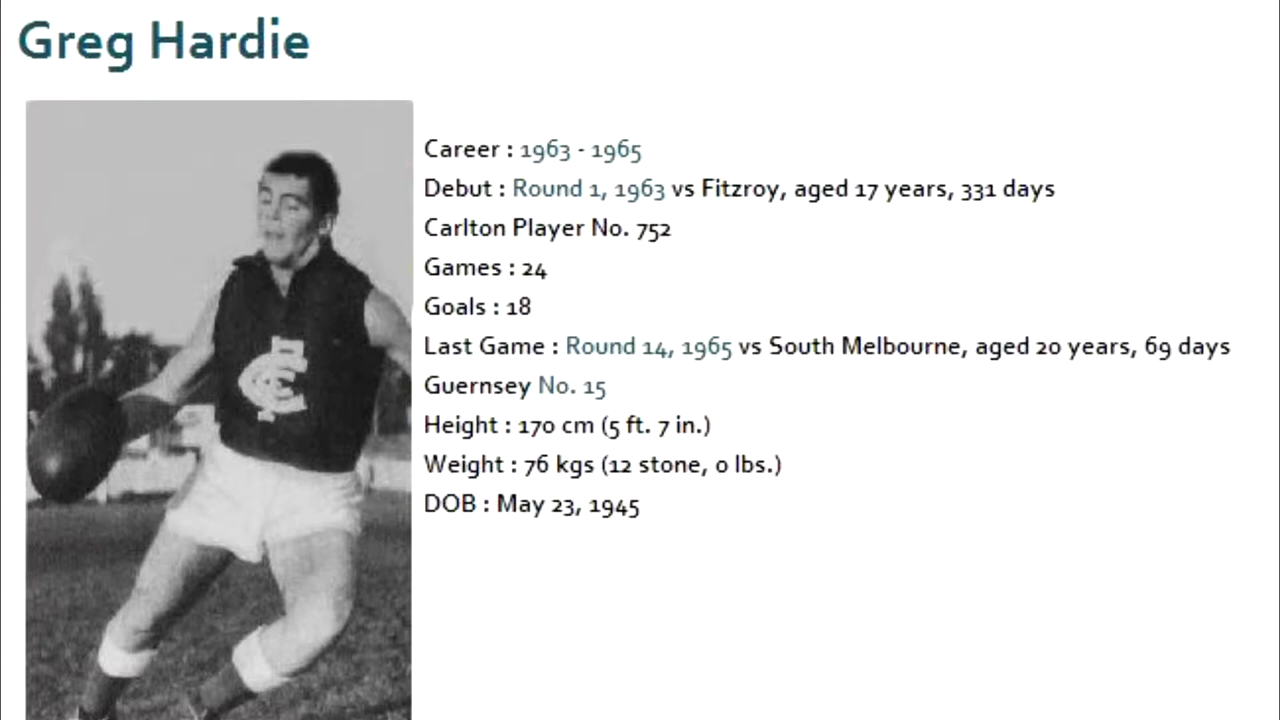 Greg Hardie
Career : 1963 - 1965
Debut : Round 1, 1963 vs Fitzroy, aged 17 years, 331 days
Carlton Player No. 752
Games : 24
Goals : 18
Last Game : Round 14, 1965 vs South Melbourne, aged 20 years, 69 days
Guernsey No. 15
Height : 170 cm (5 ft. 7 in.)
Weight : 76 kgs (12 stone, 0 lbs.)
DOB : May 23, 1945